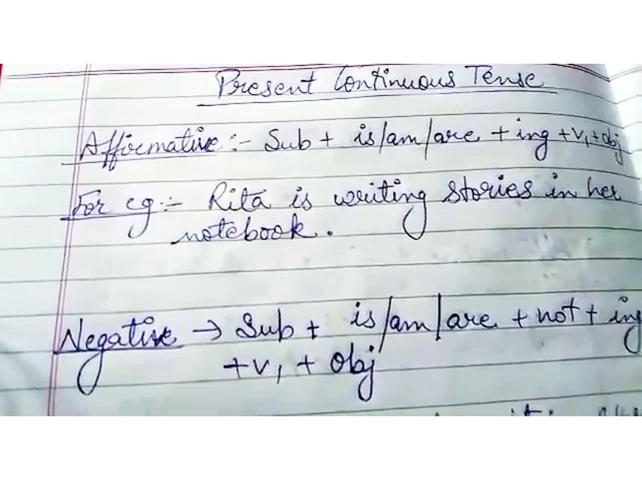 Present Continuous Tense
Affirmative :- Sub + is/am/are + ing + v1 + obj
For eg :- Rita is writing stories in her
notebook.
Negative → Sub + is/am/are + not + ing
+ v1 + obj